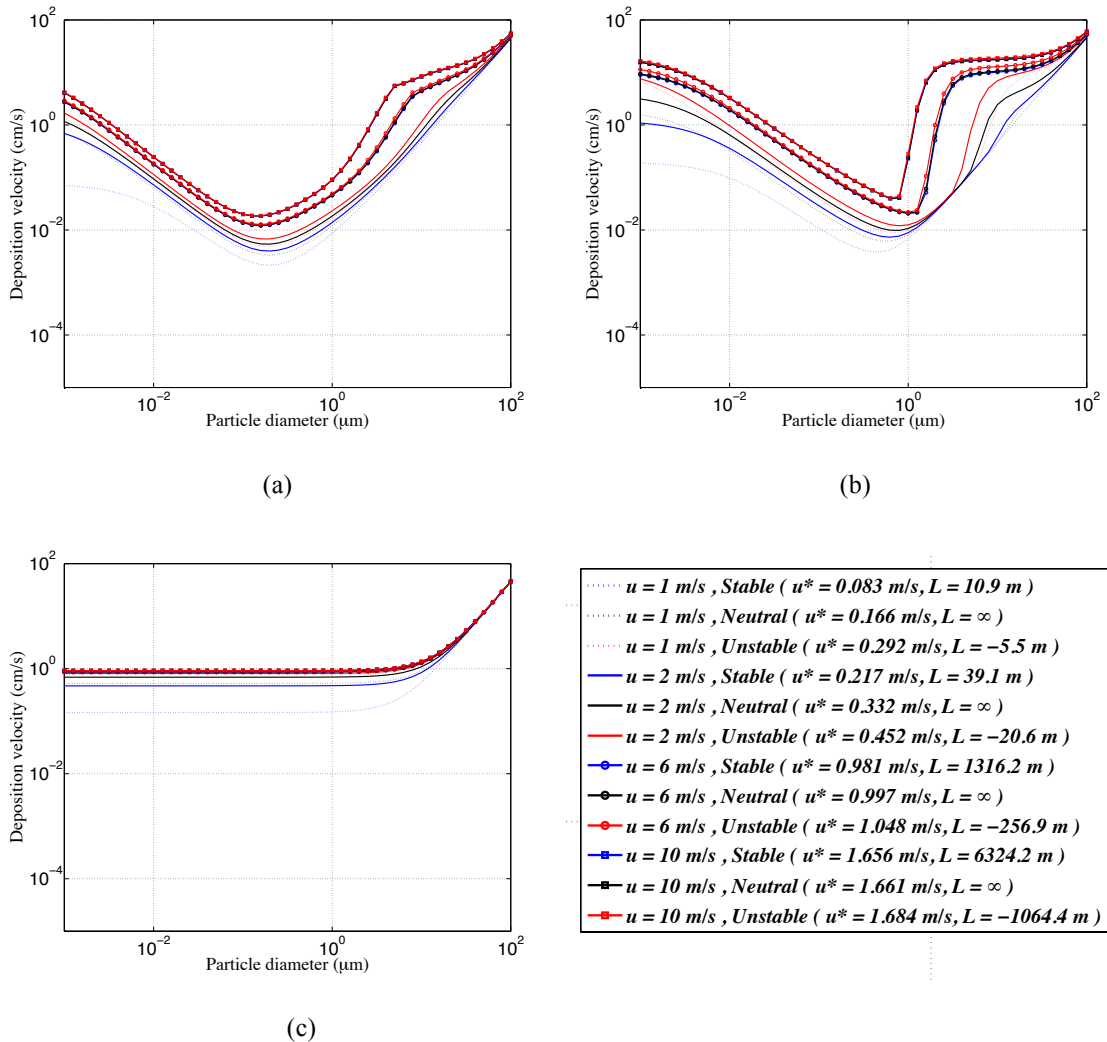 10^2
10^0
10^-2
10^-4
Deposition velocity (cm/s)
10^-2
10^0
10^2
Particle diameter (μm)
(a)
10^2
10^0
10^-2
10^-4
Deposition velocity (cm/s)
10^-2
10^0
10^2
Particle diameter (μm)
(b)
10^2
10^0
10^-2
10^-4
Deposition velocity (cm/s)
10^-2
10^0
10^2
Particle diameter (μm)
(c)
u = 1 m/s , Stable ( u* = 0.083 m/s, L = 10.9 m )
u = 1 m/s , Neutral ( u* = 0.166 m/s, L = ∞ )
u = 1 m/s , Unstable ( u* = 0.292 m/s, L = −5.5 m )
u = 2 m/s , Stable ( u* = 0.217 m/s, L = 39.1 m )
u = 2 m/s , Neutral ( u* = 0.332 m/s, L = ∞ )
u = 2 m/s , Unstable ( u* = 0.452 m/s, L = −20.6 m )
u = 6 m/s , Stable ( u* = 0.981 m/s, L = 1316.2 m )
u = 6 m/s , Neutral ( u* = 0.997 m/s, L = ∞ )
u = 6 m/s , Unstable ( u* = 1.048 m/s, L = −256.9 m )
u = 10 m/s , Stable ( u* = 1.656 m/s, L = 6324.2 m )
u = 10 m/s , Neutral ( u* = 1.661 m/s, L = ∞ )
u = 10 m/s , Unstable ( u* = 1.684 m/s, L = −1064.4 m )